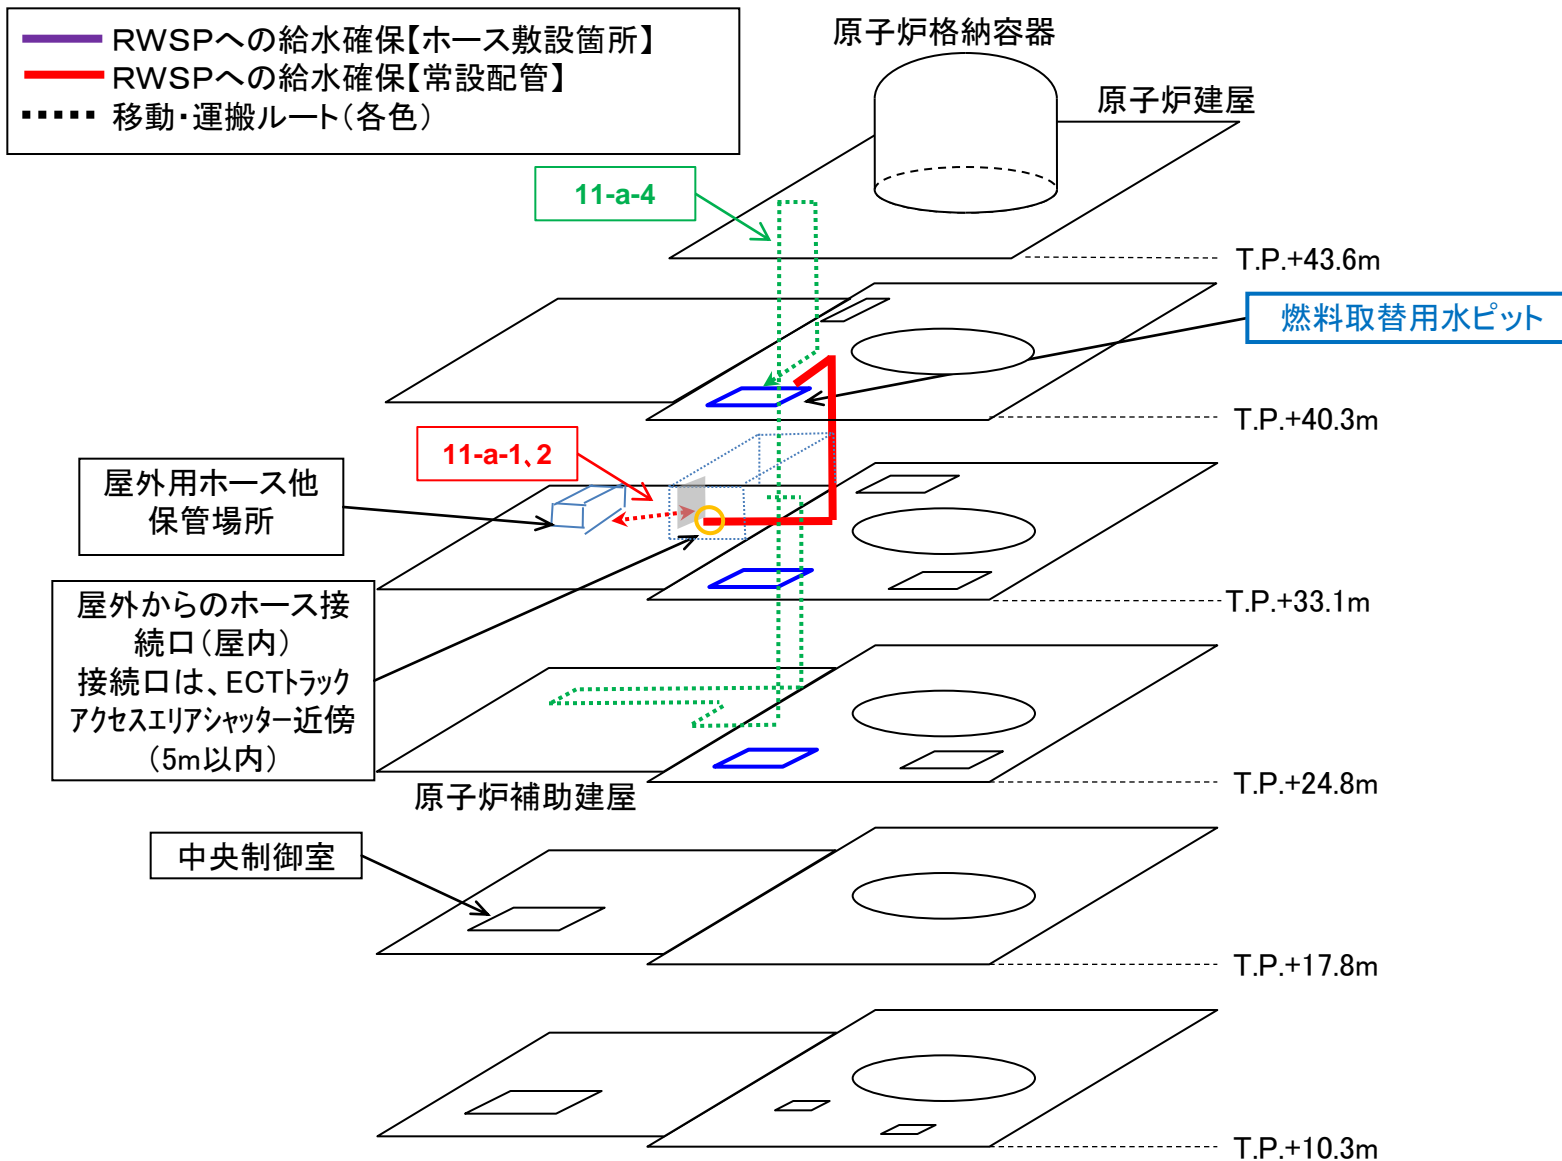 RWSPへの給水確保【ホース敷設箇所】
RWSPへの給水確保【常設配管】
移動・運搬ルート（各色）
原子炉格納容器
原子炉建屋
11-a-4
T.P.+43.6m
燃料取替用水ピット
T.P.+40.3m
11-a-1、2
屋外用ホース他
保管場所
屋外からのホース接
続口（屋内）
接続口は、ECTトラック
アクセスエリアシャッター近傍
（5m以内）
T.P.+33.1m
T.P.+24.8m
原子炉補助建屋
中央制御室
T.P.+17.8m
T.P.+10.3m